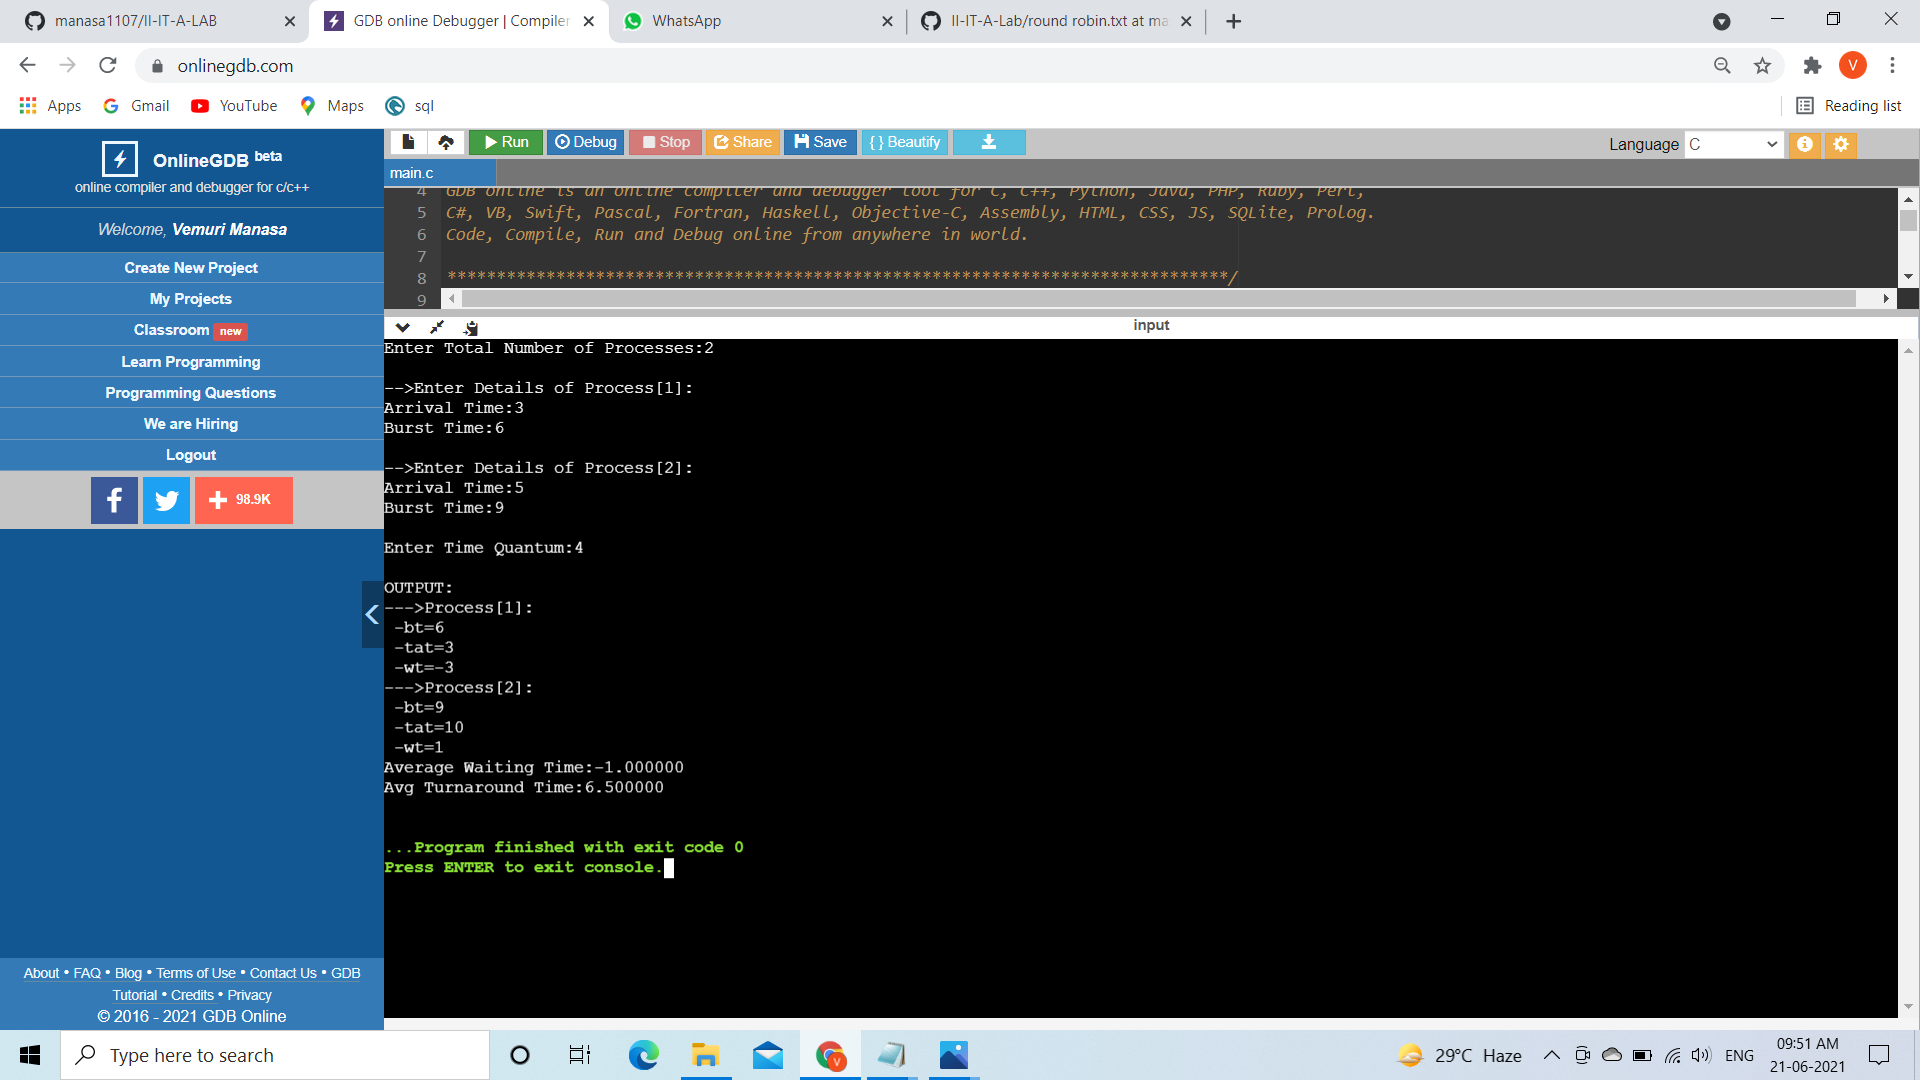 manasa1107/II-IT-A-LAB
GDB online Debugger | Compiler
WhatsApp
II-IT-A-Lab/round robin.txt at ma
onlinegdb.com
V
Apps
Gmail
YouTube
Maps
sql
Reading list
OnlineGDB beta
online compiler and debugger for c/c++
Welcome, Vemuri Manasa
Create New Project
My Projects
Classroom new
Learn Programming
Programming Questions
We are Hiring
Logout
f
98.9K
About • FAQ • Blog • Terms of Use • Contact Us • GDB
Tutorial • Credits • Privacy
© 2016 - 2021 GDB Online
Run
Debug
Stop
Share
Save
{ } Beautify
Language C
main.c
4 GDB online is an online compiler and debugger tool for C, C++, Python, Java, PHP, Ruby, Perl,
5 C#, VB, Swift, Pascal, Fortran, Haskell, Objective-C, Assembly, HTML, CSS, JS, SQLite, Prolog.
6 Code, Compile, Run and Debug online from anywhere in world.
7
8 *******************************************************************************/
9
input
Enter Total Number of Processes:2
-->Enter Details of Process[1]:
Arrival Time:3
Burst Time:6
-->Enter Details of Process[2]:
Arrival Time:5
Burst Time:9
Enter Time Quantum:4
OUTPUT:
--->Process[1]:
-bt=6
-tat=3
-wt=-3
--->Process[2]:
-bt=9
-tat=10
-wt=1
Average Waiting Time:-1.000000
Avg Turnaround Time:6.500000
...Program finished with exit code 0
Press ENTER to exit console.
Type here to search
V
29°C Haze
ENG
09:51 AM
21-06-2021